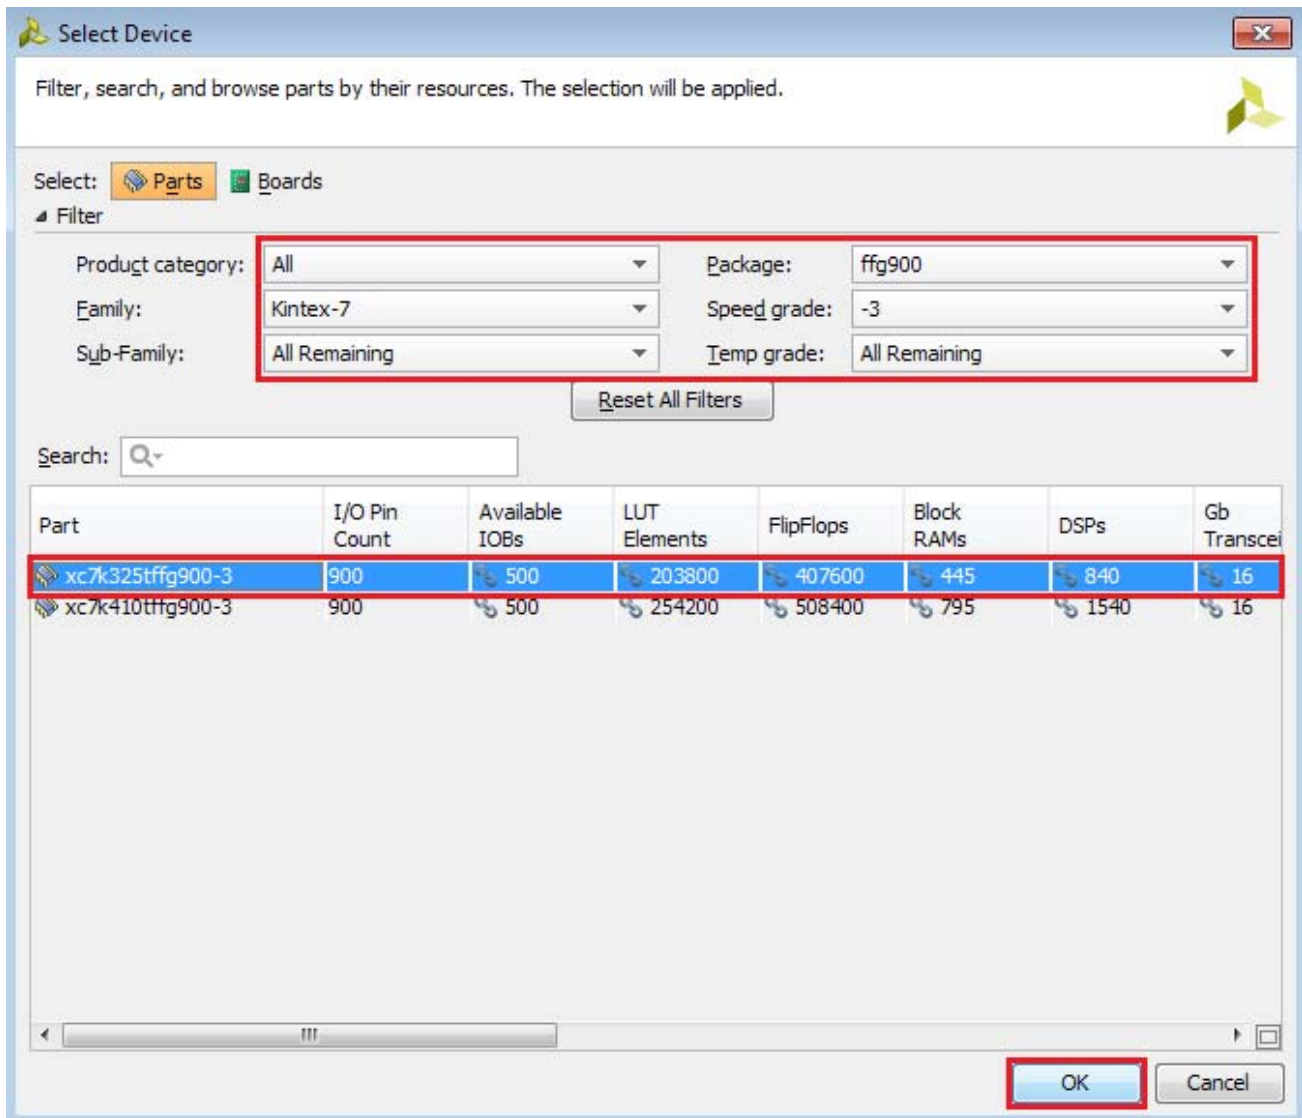 Select Device
Filter, search, and browse parts by their resources. The selection will be applied.
Select: Parts Boards
Filter
Product category: All Package: ffg900
Family: Kintex-7 Speed grade: -3
Sub-Family: All Remaining Temp grade: All Remaining
Reset All Filters
Search:
Part I/O Pin Count Available IOBs LUT Elements FlipFlops Block RAMs DSPs Gb Transcei
xc7k325tffg900-3 900 500 203800 407600 445 840 16
xc7k410tffg900-3 900 500 254200 508400 795 1540 16
OK Cancel